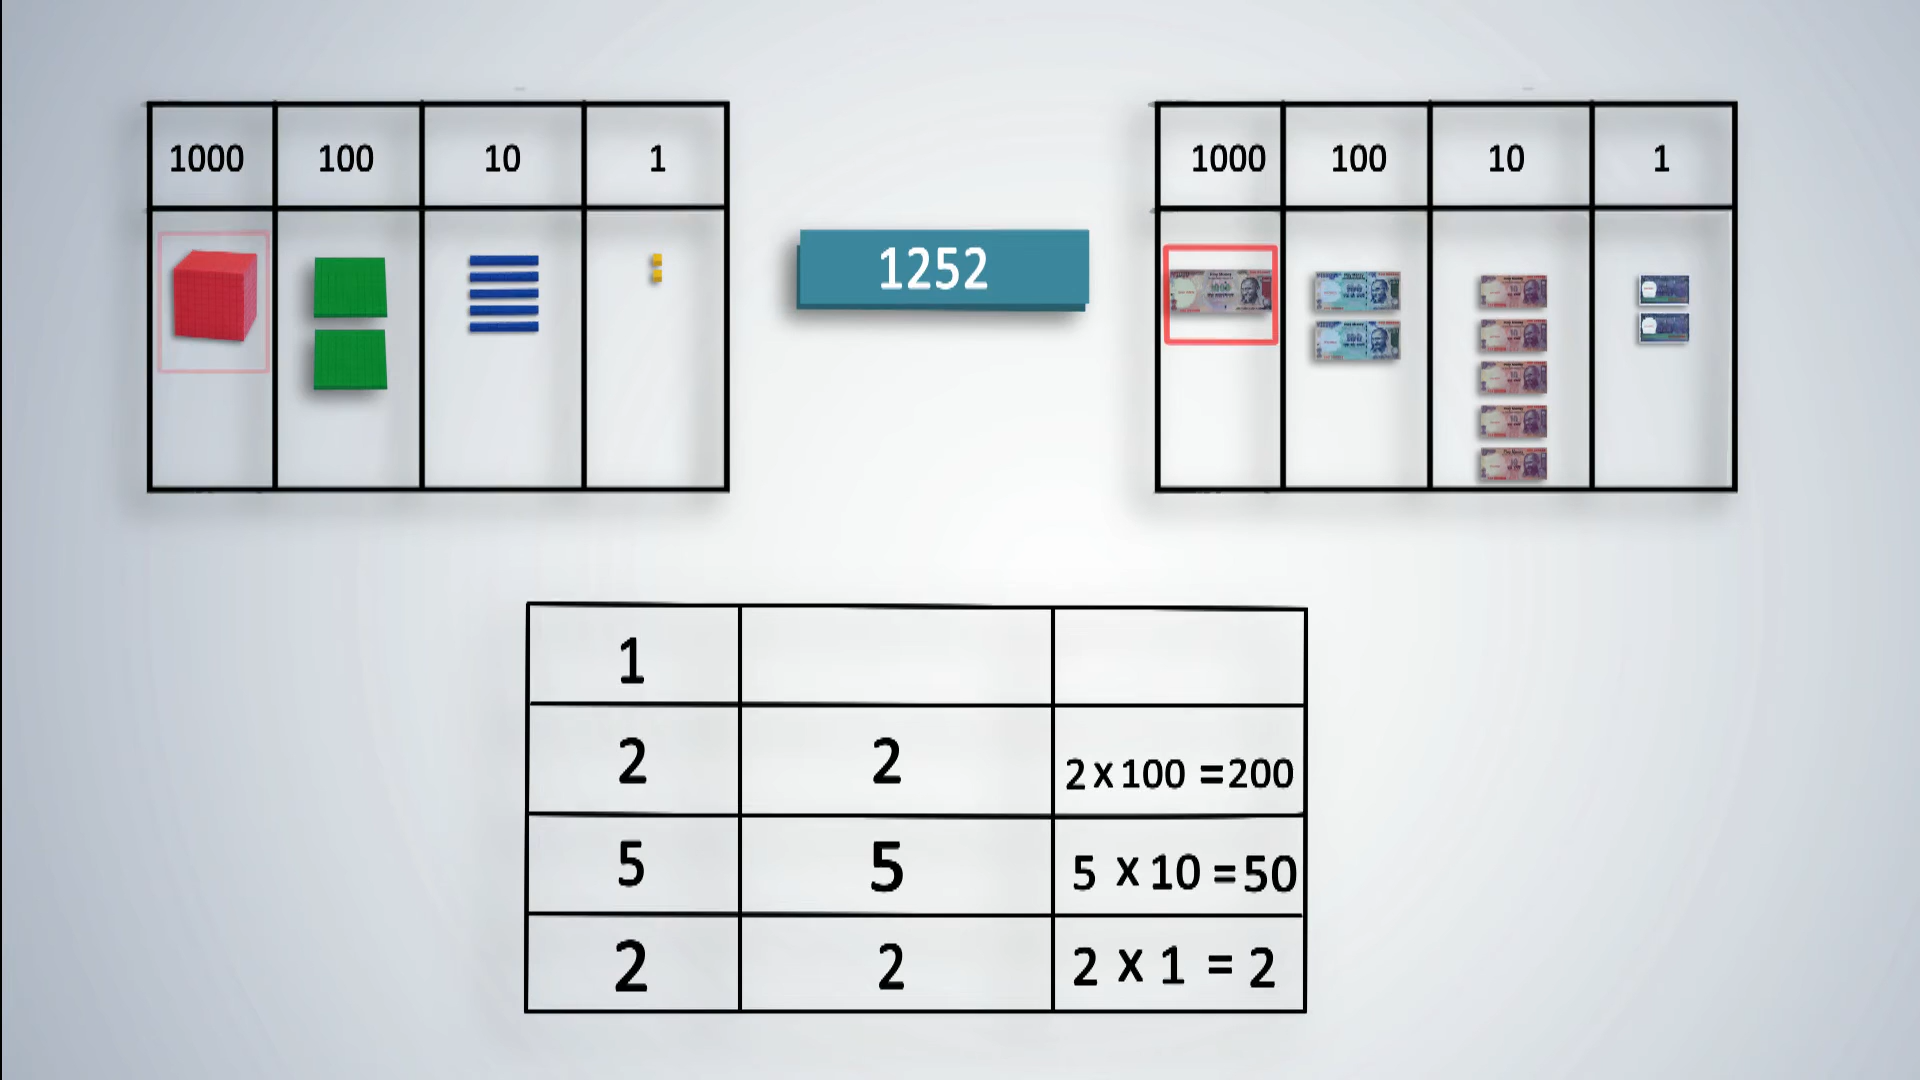 1000 100 10 1
1000 100 10 1
1252
1
2 2 2 x 100 = 200
5 5 5 x 10 = 50
2 2 2 x 1 = 2